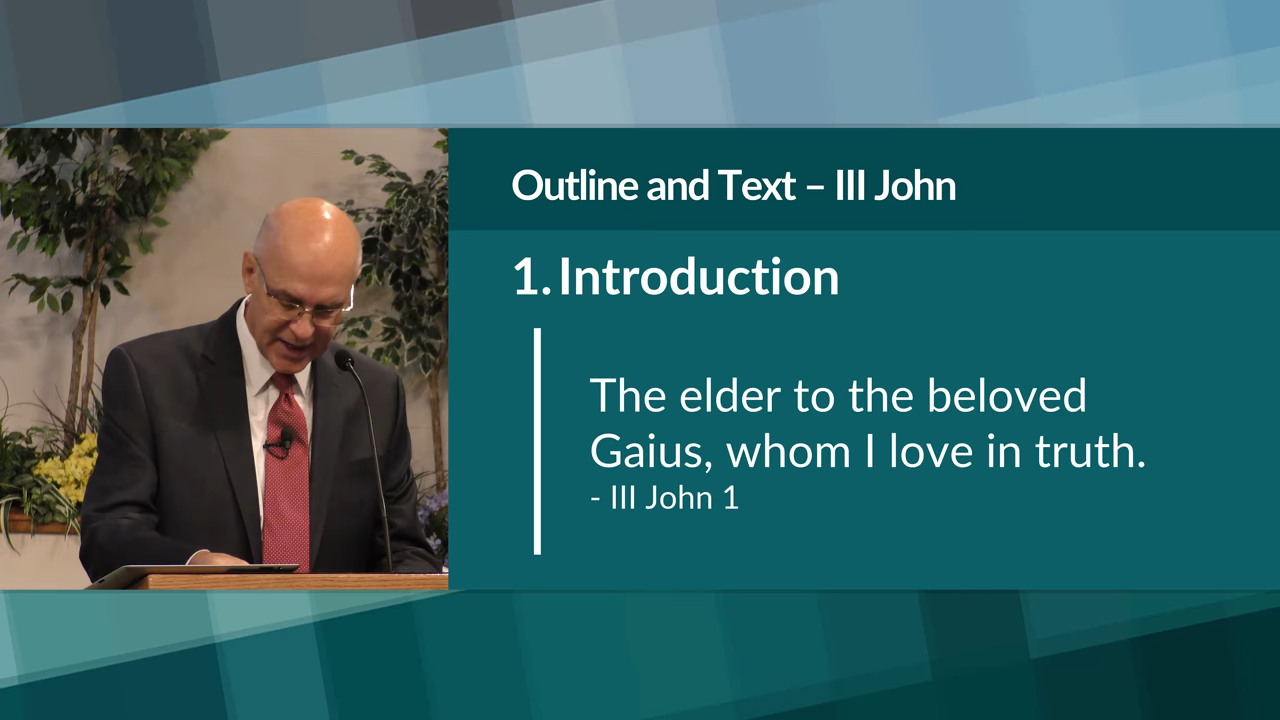 Outline and Text – III John
1. Introduction
The elder to the beloved
Gaius, whom I love in truth.
- III John 1